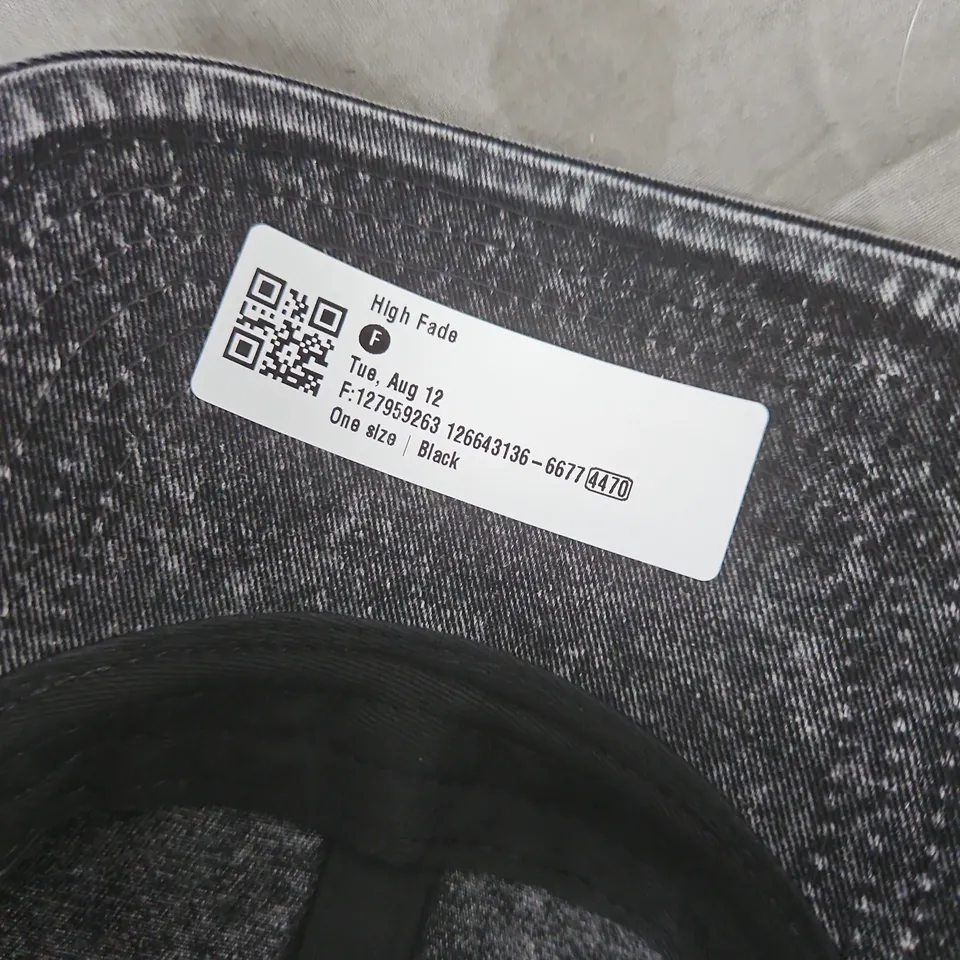 High Fade
F
Tue, Aug 12
F:127959263 126643136-6677 4470
One size | Black